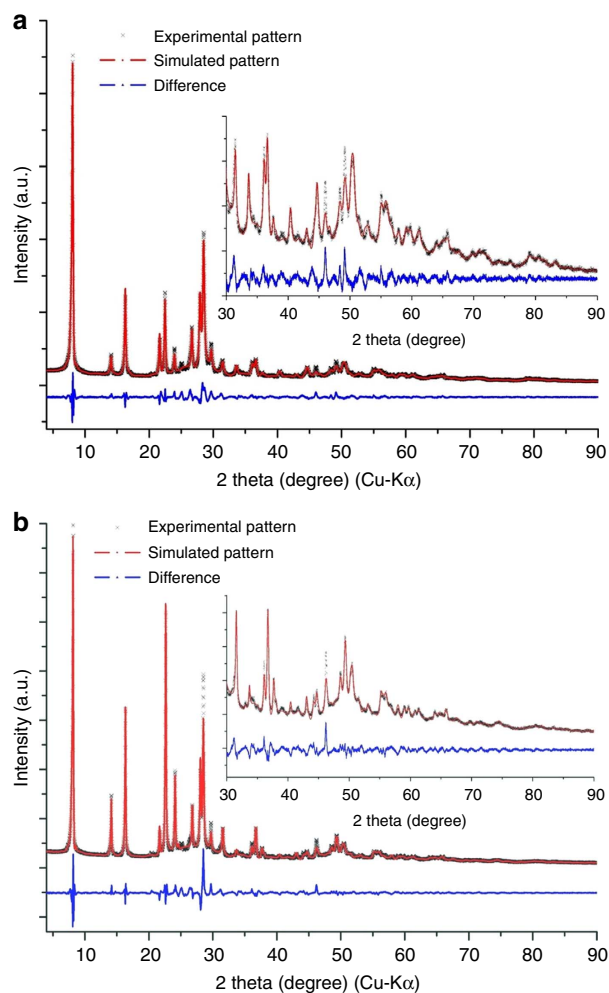 a
Experimental pattern
Simulated pattern
Difference
Intensity (a.u.)
30 40 50 60 70 80 90
2 theta (degree)
10 20 30 40 50 60 70 80 90
2 theta (degree) (Cu-Kα)
b
Experimental pattern
Simulated pattern
Difference
Intensity (a.u.)
30 40 50 60 70 80 90
2 theta (degree)
10 20 30 40 50 60 70 80 90
2 theta (degree) (Cu-Kα)